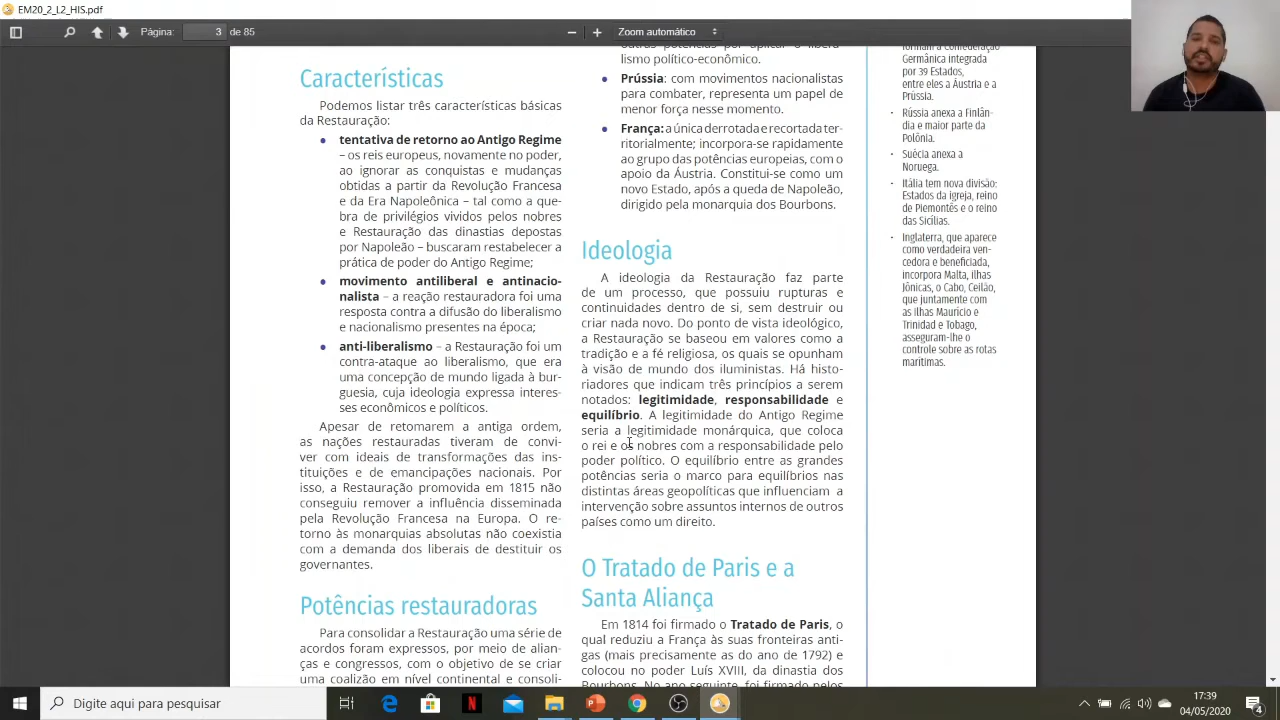 EM20_2_L2_HIS.pdf
Página:
3
de 85
Zoom automático
Características
Podemos listar três características básicas
da Restauração:
tentativa de retorno ao Antigo Regime
– os reis europeus, novamente no poder,
ao ignorar as conquistas e mudanças
obtidas a partir da Revolução Francesa
e da Era Napoleônica – tal como a que-
bra de privilégios vividos pelos nobres
e Restauração das dinastias depostas
por Napoleão – buscaram restabelecer a
prática de poder do Antigo Regime;
movimento antiliberal e antinacio-
nalista – a reação restauradora foi uma
resposta contra a difusão do liberalismo
e nacionalismo presentes na época;
anti-liberalismo – a Restauração foi um
contra-ataque ao liberalismo, que era
uma concepção de mundo ligada à bur-
guesia, cuja ideologia expressa interes-
ses econômicos e políticos.
Apesar de retomarem a antiga ordem,
as nações restauradas tiveram de convi-
ver com ideais de transformações das ins-
tituições e de emancipações nacionais. Por
isso, a Restauração promovida em 1815 não
conseguiu remover a influência disseminada
pela Revolução Francesa na Europa. O re-
torno às monarquias absolutas não coexistia
com a demanda dos liberais de destituir os
governantes.
Potências restauradoras
Para consolidar a Restauração uma série de
acordos foram expressos, por meio de alian-
ças e congressos, com o objetivo de se criar
uma coalizão em nível continental e consoli-
outras potências por aplicar o libera-
lismo político-econômico.
Prússia: com movimentos nacionalistas
para combater, representa um papel de
menor força nesse momento.
França: a única derrotada e recortada ter-
ritorialmente; incorpora-se rapidamente
ao grupo das potências europeias, com o
apoio da Áustria. Constitui-se como um
novo Estado, após a queda de Napoleão,
dirigido pela monarquia dos Bourbons.
Ideologia
A ideologia da Restauração faz parte
de um processo, que possuiu rupturas e
continuidades dentro de si, sem destruir ou
criar nada novo. Do ponto de vista ideológico,
a Restauração se baseou em valores como a
tradição e a fé religiosa, os quais se opunham
à visão de mundo dos iluministas. Há histo-
riadores que indicam três princípios a serem
notados: legitimidade, responsabilidade e
equilíbrio. A legitimidade do Antigo Regime
seria a legitimidade monárquica, que coloca
o rei e os nobres com a responsabilidade pelo
poder político. O equilíbrio entre as grandes
potências seria o marco para equilíbrios nas
distintas áreas geopolíticas que influenciam a
intervenção sobre assuntos internos de outros
países como um direito.
O Tratado de Paris e a
Santa Aliança
Em 1814 foi firmado o Tratado de Paris, o
qual reduziu a França às suas fronteiras anti-
gas (mais precisamente as do ano de 1792) e
colocou no poder Luís XVIII, da dinastia dos
Bourbons. No ano seguinte, foi firmado pelos
formam a Confederação
Germânica integrada
por 39 Estados,
entre eles a Áustria e a
Prússia.
Rússia anexa a Finlân-
dia e maior parte da
Polônia.
Suécia anexa a
Noruega.
Itália tem nova divisão:
Estados da igreja, reino
de Piemontês e o reino
das Sicílias.
Inglaterra, que aparece
como verdadeira ven-
cedora e beneficiada,
incorpora Malta, ilhas
Jônicas, o Cabo, Ceilão,
que juntamente com
as Ilhas Maurício e
Trinidad e Tobago,
asseguram-lhe o
controle sobre as rotas
marítimas.
Digite aqui para pesquisar
17:39
04/05/2020
4